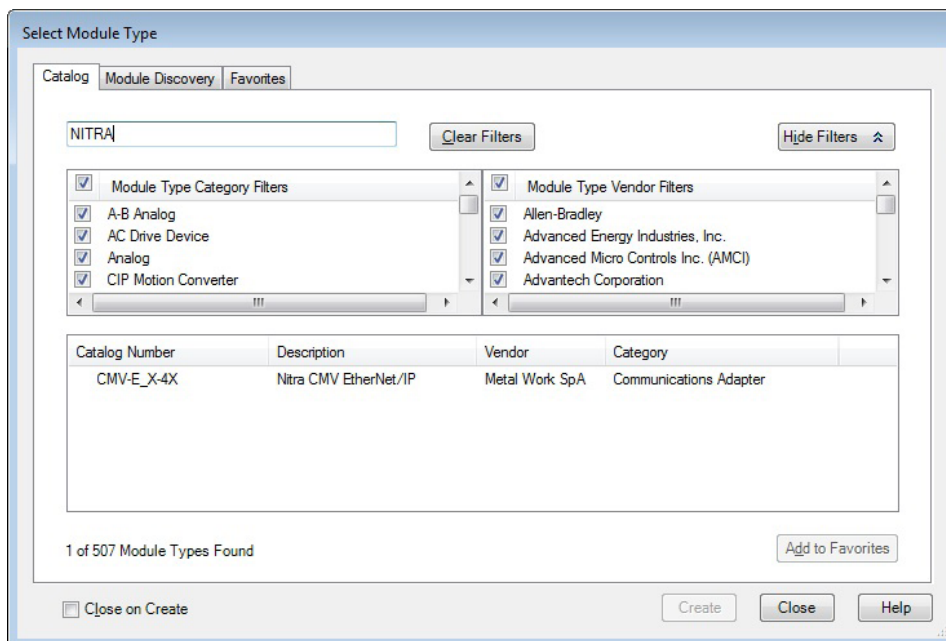 Select Module Type
Catalog Module Discovery Favorites
NITRA Clear Filters Hide Filters
Module Type Category Filters
A-B Analog
AC Drive Device
Analog
CIP Motion Converter
Module Type Vendor Filters
Allen-Bradley
Advanced Energy Industries, Inc.
Advanced Micro Controls Inc. (AMCI)
Advantech Corporation
Catalog Number Description Vendor Category
CMV-E_X-4X Nitra CMV EtherNet/IP Metal Work SpA Communications Adapter
1 of 507 Module Types Found Add to Favorites
Close on Create Create Close Help